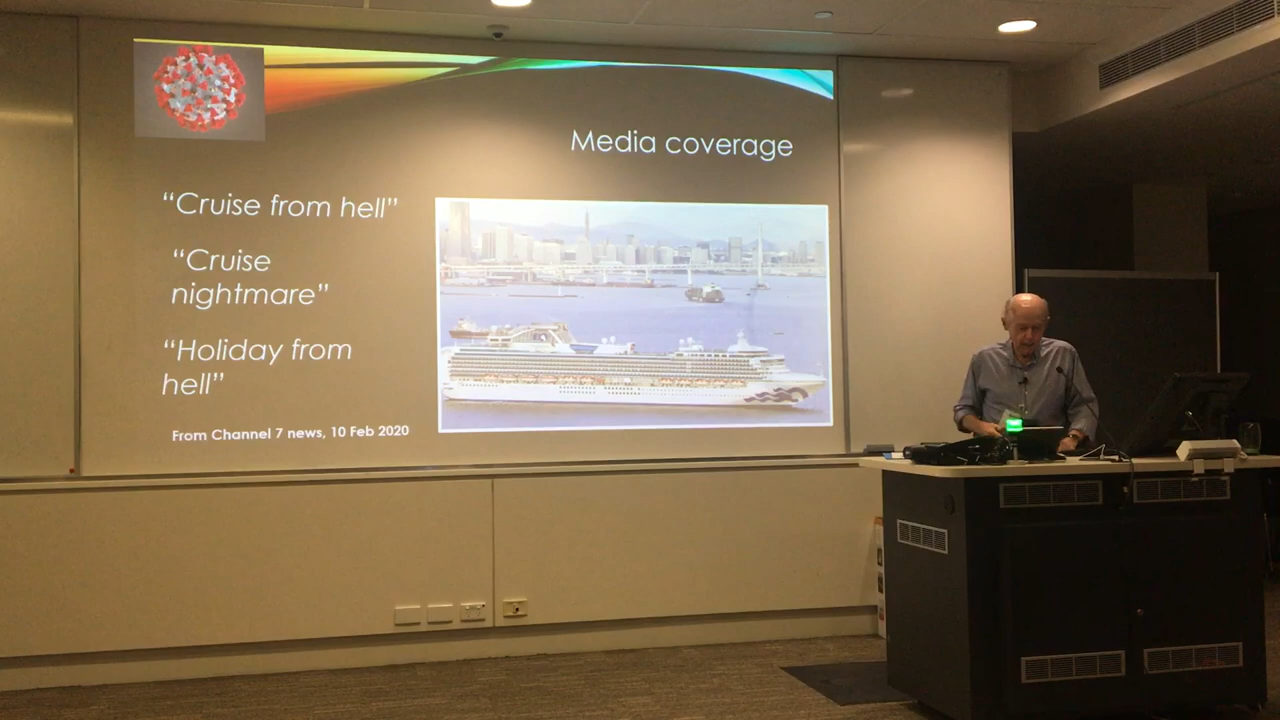 Media coverage
“Cruise from hell”
“Cruise
nightmare”
“Holiday from
hell”
From Channel 7 news, 10 Feb 2020